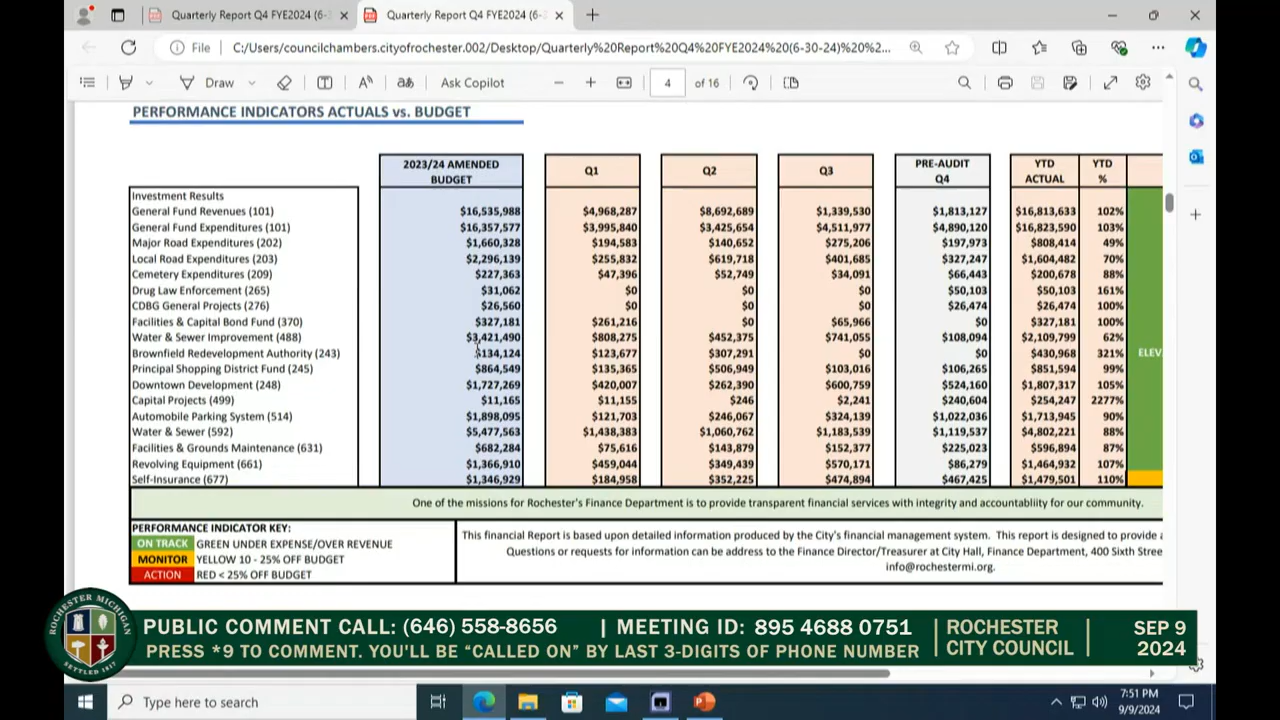 Quarterly Report Q4 FYE2024 (6-3
Quarterly Report Q4 FYE2024 (6-3
File C:/Users/councilchambers.cityofrochester.002/Desktop/Quarterly%20Report%20Q4%20FYE2024%20(6-30-24)%20%2...
Draw Ask Copilot 4 of 16
PERFORMANCE INDICATORS ACTUALS vs. BUDGET
2023/24 AMENDED BUDGET Q1 Q2 Q3 PRE-AUDIT Q4 YTD ACTUAL YTD %
Investment Results
General Fund Revenues (101) $16,535,988 $4,968,287 $8,692,689 $1,339,530 $1,813,127 $16,813,633 102%
General Fund Expenditures (101) $16,357,577 $3,995,840 $3,425,654 $4,511,977 $4,890,120 $16,823,590 103%
Major Road Expenditures (202) $1,660,328 $194,583 $140,652 $275,206 $197,973 $808,414 49%
Local Road Expenditures (203) $2,296,139 $255,832 $619,718 $401,685 $327,247 $1,604,482 70%
Cemetery Expenditures (209) $227,363 $47,396 $52,749 $34,091 $66,443 $200,678 88%
Drug Law Enforcement (265) $31,062 $0 $0 $0 $50,103 $50,103 161%
CDBG General Projects (276) $26,560 $0 $0 $0 $26,474 $26,474 100%
Facilities & Capital Bond Fund (370) $327,181 $261,216 $0 $65,966 $0 $327,181 100%
Water & Sewer Improvement (488) $3,421,490 $808,275 $452,375 $741,055 $108,094 $2,109,799 62%
Brownfield Redevelopment Authority (243) $134,124 $123,677 $307,291 $0 $0 $430,968 321% ELEV
Principal Shopping District Fund (245) $864,549 $135,365 $506,949 $103,016 $106,265 $851,594 99%
Downtown Development (248) $1,727,269 $420,007 $262,390 $600,759 $524,160 $1,807,317 105%
Capital Projects (499) $11,165 $11,155 $246 $2,241 $240,604 $254,247 2277%
Automobile Parking System (514) $1,898,095 $121,703 $246,067 $324,139 $1,022,036 $1,713,945 90%
Water & Sewer (592) $5,477,563 $1,438,383 $1,060,762 $1,183,539 $1,119,537 $4,802,221 88%
Facilities & Grounds Maintenance (631) $682,284 $75,616 $143,879 $152,377 $225,023 $596,894 87%
Revolving Equipment (661) $1,366,910 $459,044 $349,439 $570,171 $86,279 $1,464,932 107%
Self-Insurance (677) $1,346,929 $184,958 $352,225 $474,894 $467,425 $1,479,501 110%
One of the missions for Rochester's Finance Department is to provide transparent financial services with integrity and accountability for our community.
PERFORMANCE INDICATOR KEY:
ON TRACK GREEN UNDER EXPENSE/OVER REVENUE
MONITOR YELLOW 10 - 25% OFF BUDGET
ACTION RED < 25% OFF BUDGET
This financial Report is based upon detailed information produced by the City's financial management system. This report is designed to provide a
Questions or requests for information can be address to the Finance Director/Treasurer at City Hall, Finance Department, 400 Sixth Stree
info@rochestermi.org.
ROCHESTER MICHIGAN
SETTLED 1817
PUBLIC COMMENT CALL: (646) 558-8656 | MEETING ID: 895 4688 0751
PRESS *9 TO COMMENT. YOU'LL BE “CALLED ON” BY LAST 3-DIGITS OF PHONE NUMBER
ROCHESTER
CITY COUNCIL
SEP 9
2024
Type here to search
7:51 PM
9/9/2024